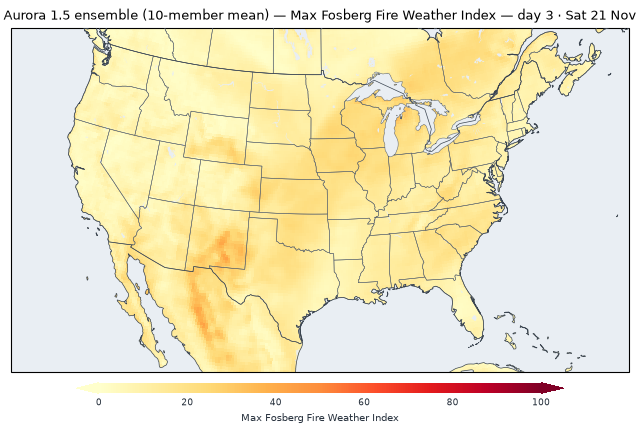 Aurora 1.5 ensemble (10-member mean) — Max Fosberg Fire Weather Index — day 3 · Sat 21 Nov
0 20 40 60 80 100
Max Fosberg Fire Weather Index